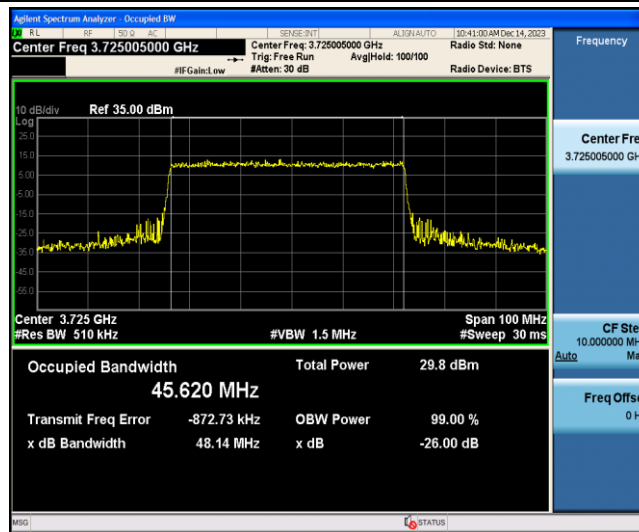 Agilent Spectrum Analyzer - Occupied BW
RL RF 50 Ω AC SENSE:INT ALIGNAUTO 10:41:00 AM Dec 14, 2023
Center Freq 3.725005000 GHz Center Freq: 3.725005000 GHz Radio Std: None
Trig: Free Run Avg|Hold: 100/100
#IFGain:Low #Atten: 30 dB Radio Device: BTS
10 dB/div Ref 35.00 dBm
Log
25.0
15.0
5.00
-5.00
-15.0
-25.0
-35.0
-45.0
-55.0
Center 3.725 GHz Span 100 MHz
#Res BW 510 kHz #VBW 1.5 MHz #Sweep 30 ms
Occupied Bandwidth Total Power 29.8 dBm
45.620 MHz
Transmit Freq Error -872.73 kHz OBW Power 99.00 %
x dB Bandwidth 48.14 MHz x dB -26.00 dB
MSG STATUS
Frequency
Center Fre
3.725005000 GH
CF Ste
10.000000 MH
Auto Ma
Freq Offs
0 H